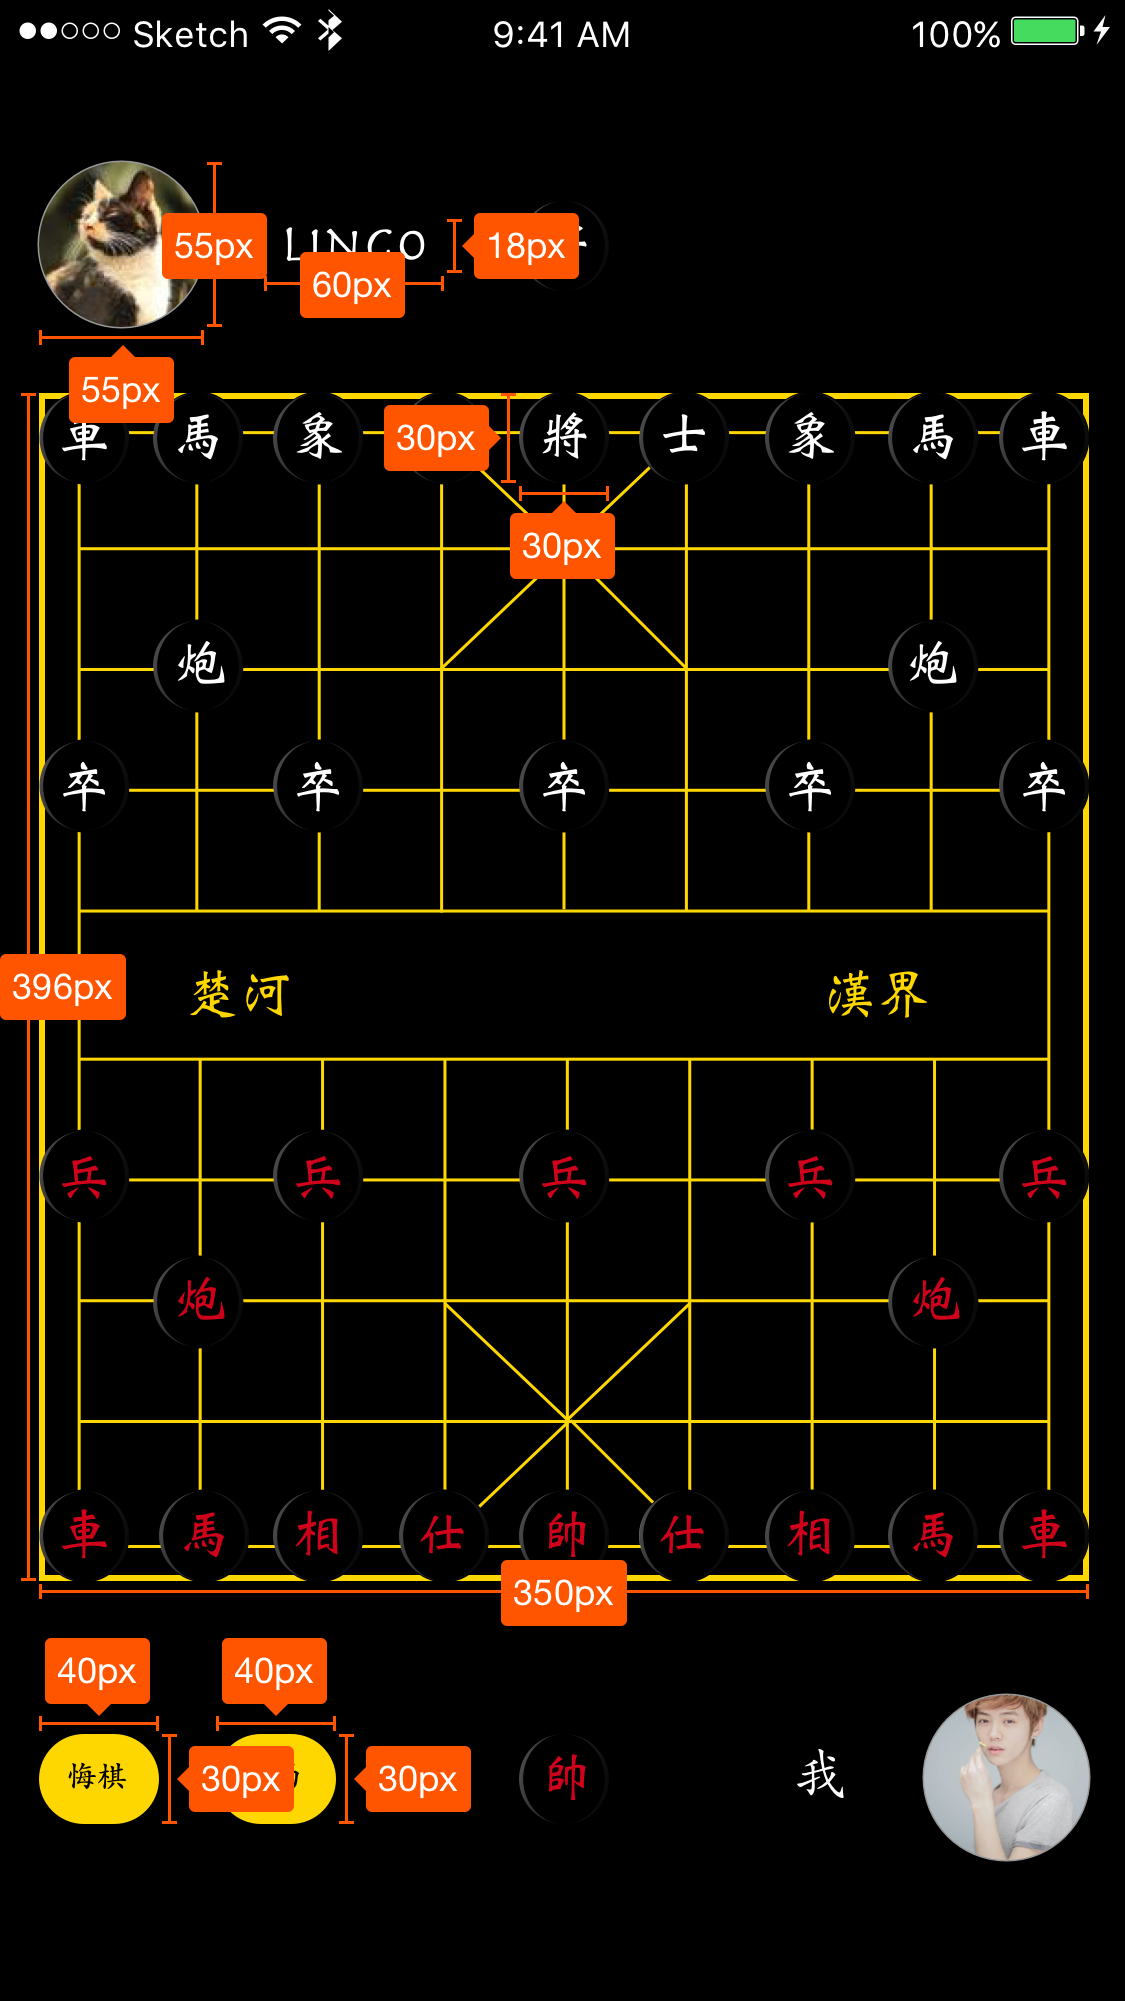 Sketch 9:41 AM 100%
55px LINGO 18px
60px
55px
車 馬 象 30px 將 士 象 馬 車
30px
炮 炮
卒 卒 卒 卒 卒
396px 楚河 漢界
兵 兵 兵 兵 兵
炮 炮
車 馬 相 仕 帥 仕 相 馬 車
350px
40px 40px
悔棋 30px 30px 帥 我